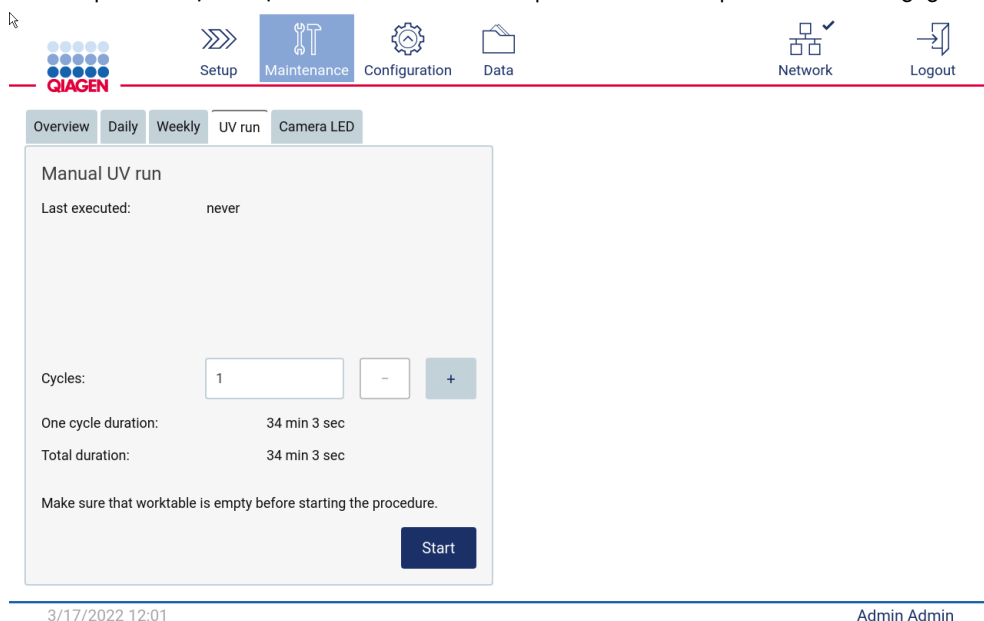 QIAGEN
Setup
Maintenance
Configuration
Data
Network
Logout
Overview
Daily
Weekly
UV run
Camera LED
Manual UV run
Last executed: never
Cycles: 1 - +
One cycle duration: 34 min 3 sec
Total duration: 34 min 3 sec
Make sure that worktable is empty before starting the procedure.
Start
3/17/2022 12:01
Admin Admin